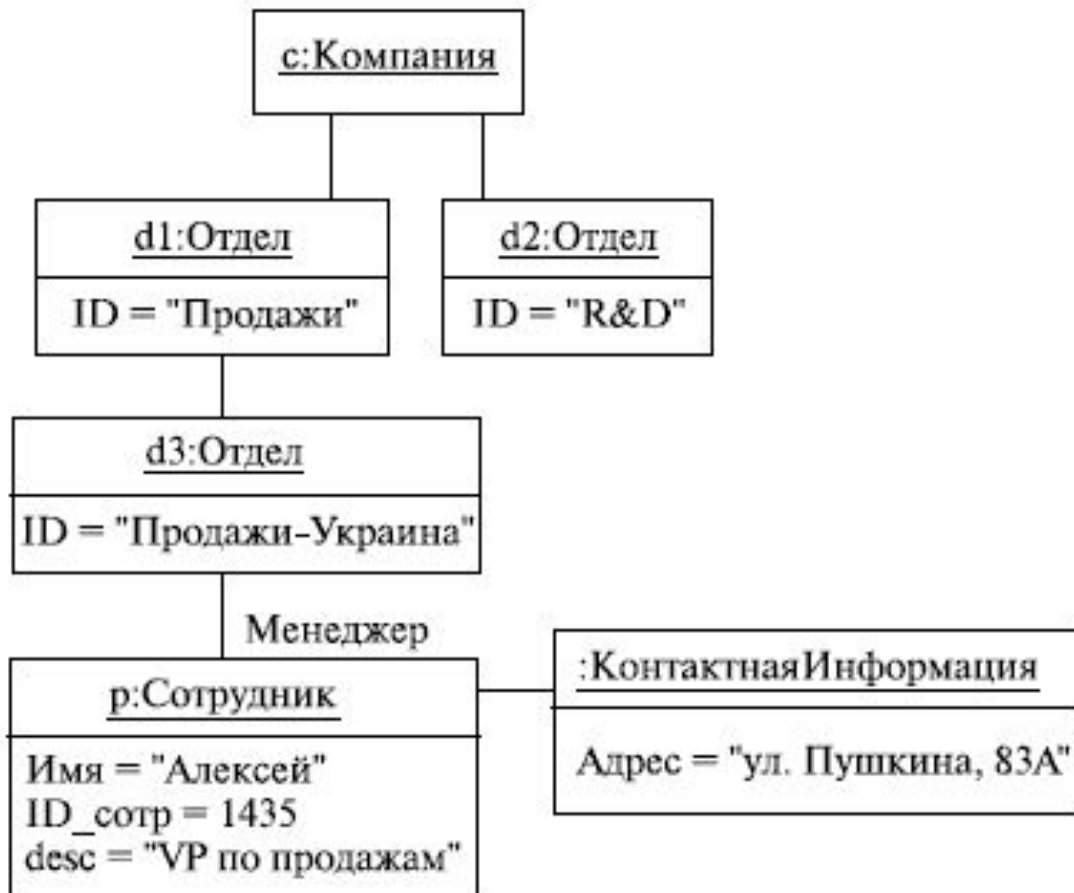 c:Компания
d1:Отдел
ID = "Продажи"
d2:Отдел
ID = "R&D"
d3:Отдел
ID = "Продажи-Украина"
Менеджер
p:Сотрудник
Имя = "Алексей"
ID_сотр = 1435
desc = "VP по продажам"
:КонтактнаяИнформация
Адрес = "ул. Пушкина, 83А"